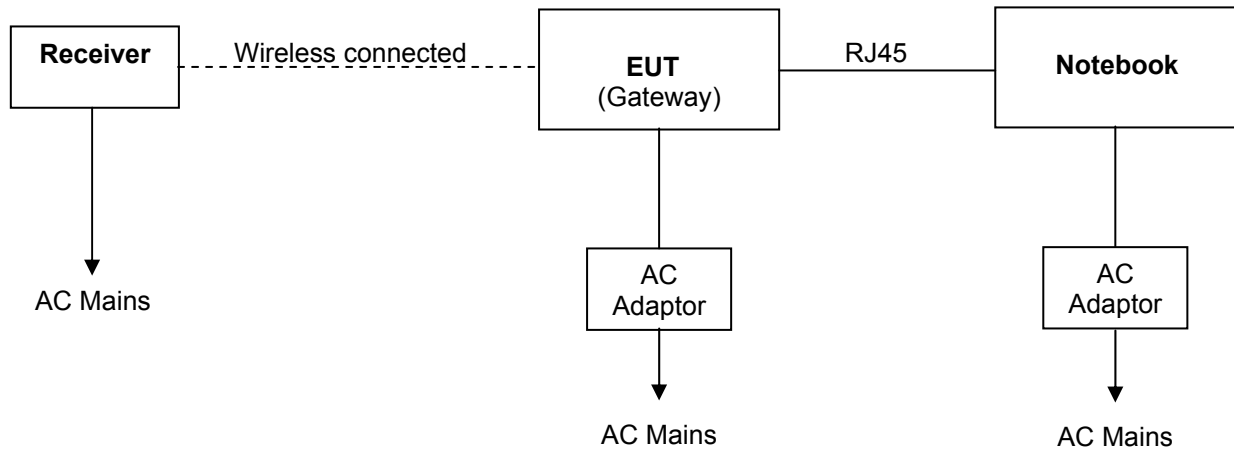 Receiver
Wireless connected
EUT
(Gateway)
RJ45
Notebook
AC Mains
AC
Adaptor
AC Mains
AC
Adaptor
AC Mains